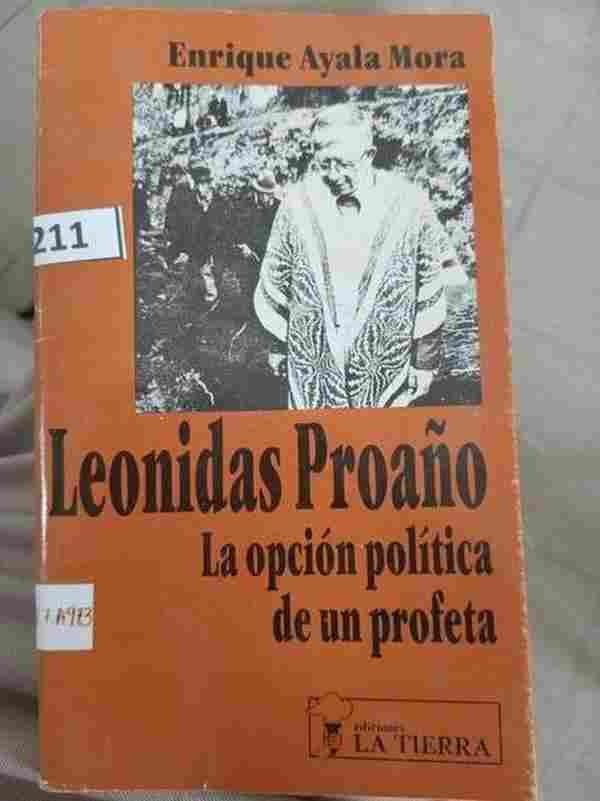 Enrique Ayala Mora
211
Leonidas Proaño
La opción política
de un profeta
ediciones
LA TIERRA